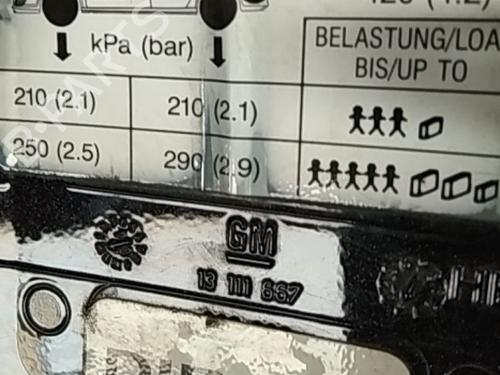 kPa (bar)
BELASTUNG/LOA
BIS/UP TO
210 (2.1) 210 (2.1)
250 (2.5) 290 (2.9)
GM
13 111 667